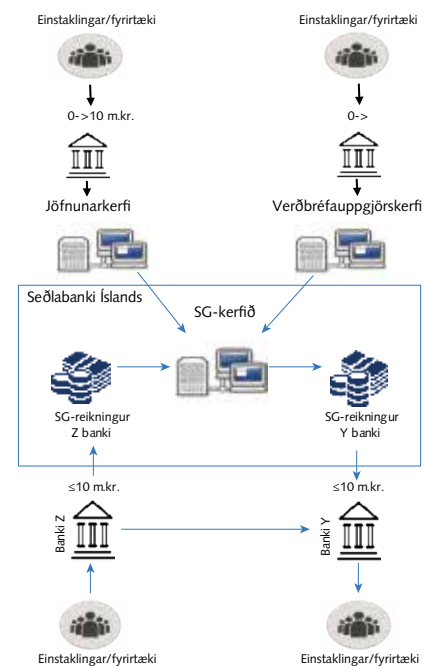 Einstaklingar/fyrirtæki
Einstaklingar/fyrirtæki
0->10 m.kr.
0->
Jöfnunarkerfi
Verðbréfauppgjörskerfi
Seðlabanki Íslands
SG-kerfið
SG-reikningur
Z banki
SG-reikningur
Y banki
≤10 m.kr.
≤10 m.kr.
Banki Z
Banki Y
Einstaklingar/fyrirtæki
Einstaklingar/fyrirtæki